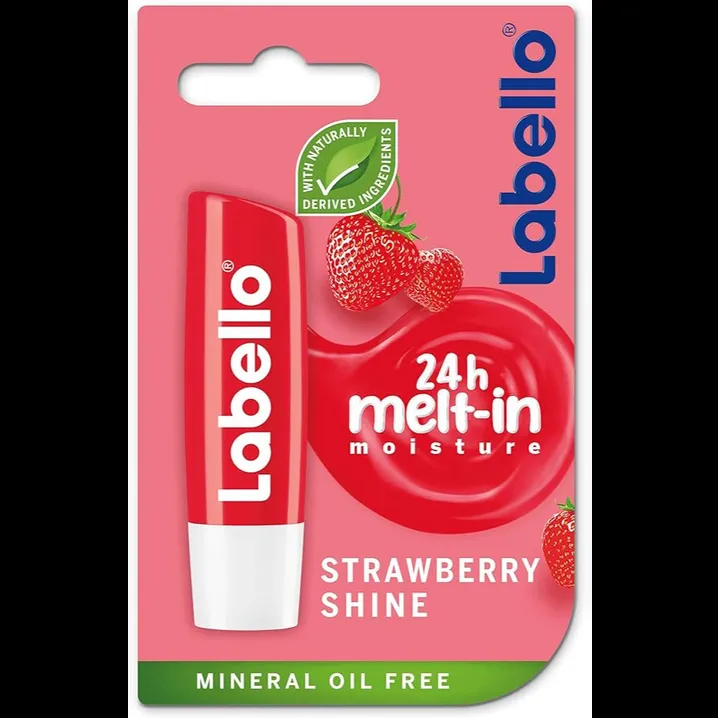 Labello®
WITH NATURALLY
DERIVED INGREDIENTS
Labello®
24h
melt-in
moisture
STRAWBERRY
SHINE
MINERAL OIL FREE